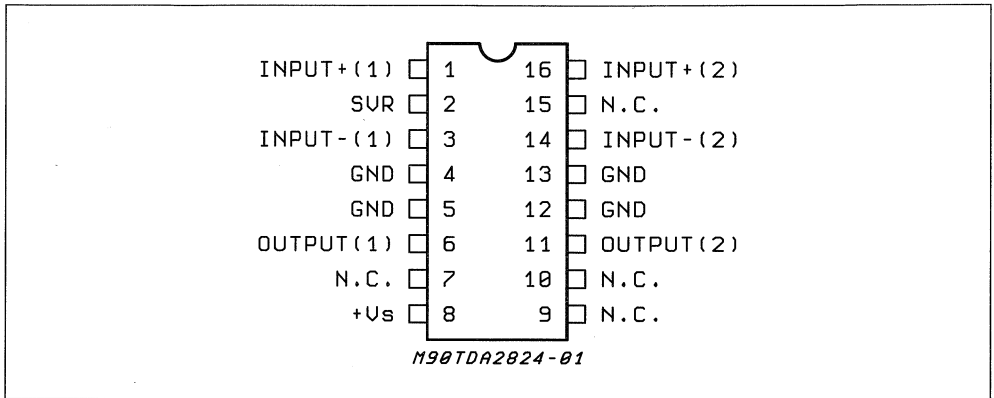 INPUT+(1) 1 16 INPUT+(2)
SVR 2 15 N.C.
INPUT-(1) 3 14 INPUT-(2)
GND 4 13 GND
GND 5 12 GND
OUTPUT(1) 6 11 OUTPUT(2)
N.C. 7 10 N.C.
+Vs 8 9 N.C.
M90TDA2824-01